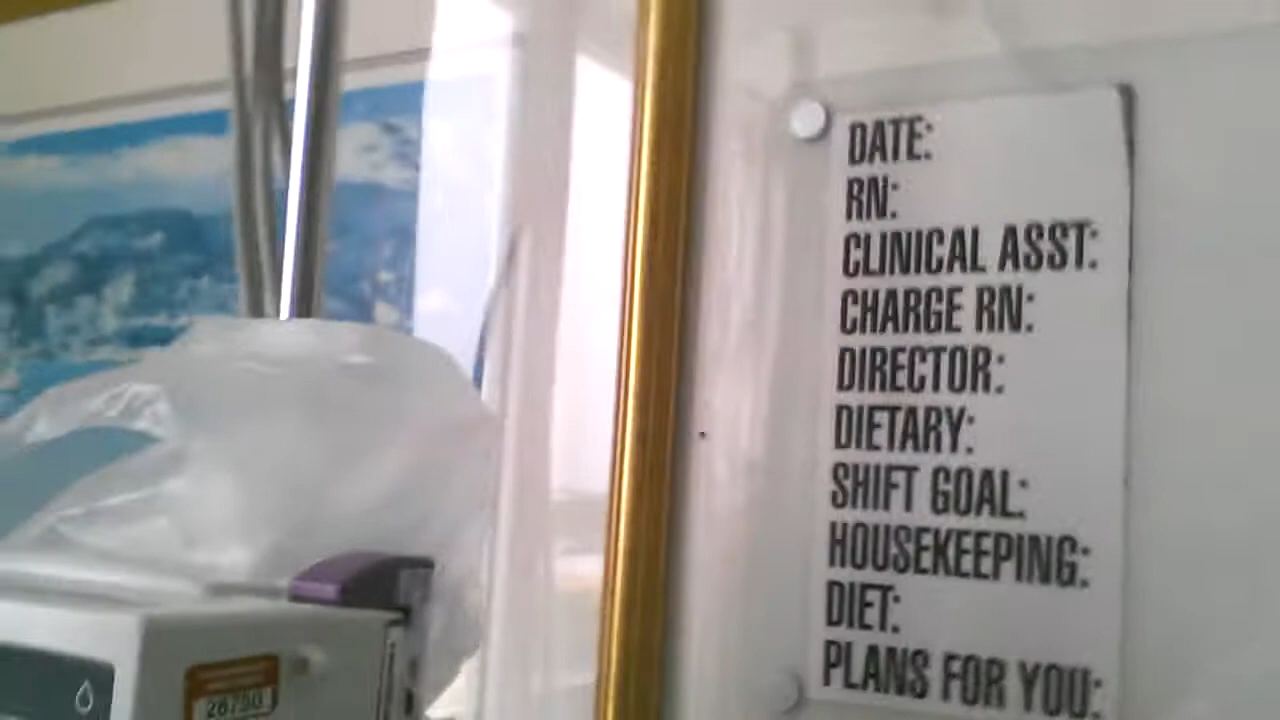 DATE:
RN:
CLINICAL ASST:
CHARGE RN:
DIRECTOR:
DIETARY:
SHIFT GOAL:
HOUSEKEEPING:
DIET:
PLANS FOR YOU: